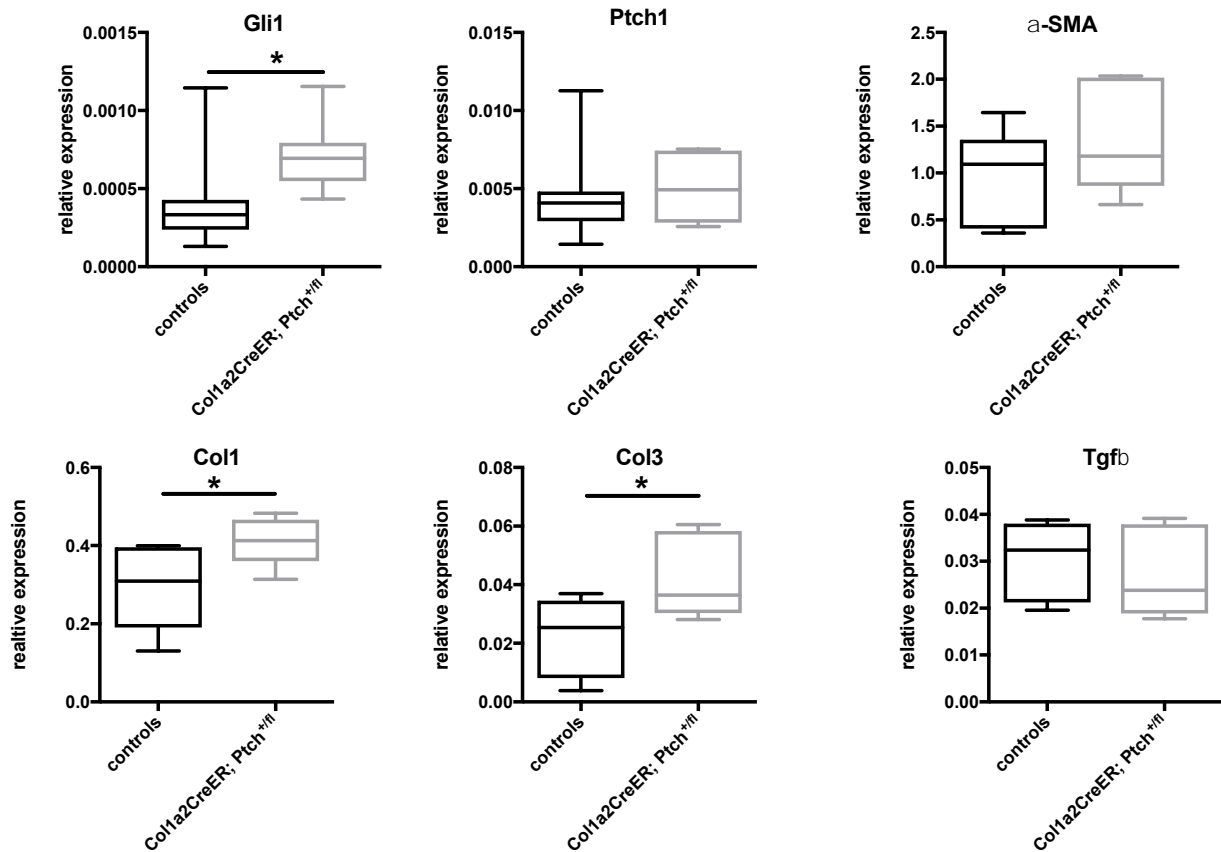 Gli1
0.0015
0.0010
0.0005
0.0000
relative expression
*
controls
Col1a2CreER; Ptch+/fl
Ptch1
0.015
0.010
0.005
0.000
relative expression
controls
Col1a2CreER; Ptch+/fl
a-SMA
2.5
2.0
1.5
1.0
0.5
0.0
relative expression
controls
Col1a2CreER; Ptch+/fl
Col1
0.6
0.4
0.2
0.0
realtive expression
*
controls
Col1a2CreER; Ptch+/fl
Col3
0.08
0.06
0.04
0.02
0.00
relative expression
*
controls
Col1a2CreER; Ptch+/fl
Tgfb
0.05
0.04
0.03
0.02
0.01
0.00
relative expression
controls
Col1a2CreER; Ptch+/fl